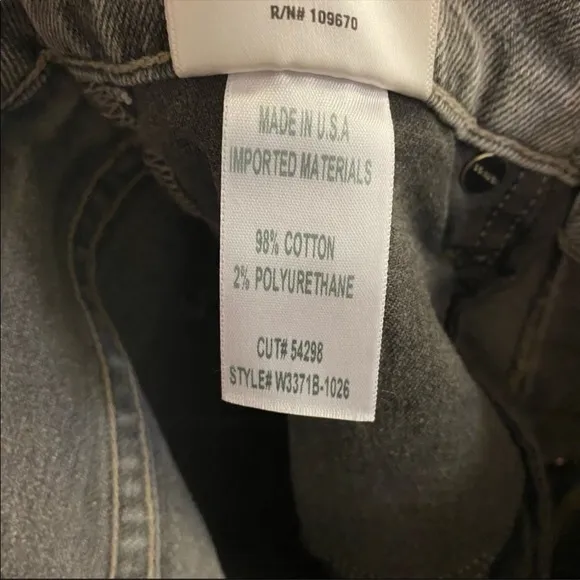 R/N# 109670
MADE IN U.S.A
IMPORTED MATERIALS
98% COTTON
2% POLYURETHANE
CUT# 54298
STYLE# W3371B-1026